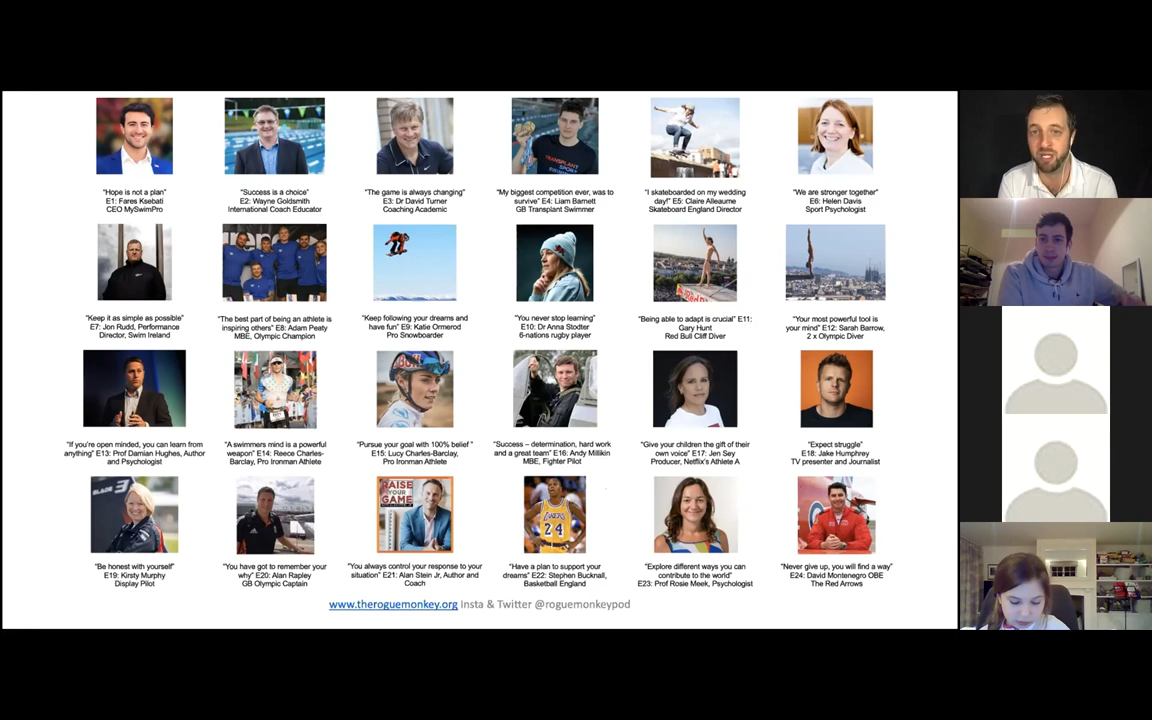 “Hope is not a plan”
E1: Fares Ksebati
CEO MySwimPro
“Success is a choice”
E2: Wayne Goldsmith
International Coach Educator
“The game is always changing”
E3: Dr David Turner
Coaching Academic
“My biggest competition ever, was to
survive” E4: Liam Barnett
GB Transplant Swimmer
“I skateboarded on my wedding
day!” E5: Claire Alleaume
Skateboard England Director
“We are stronger together”
E6: Helen Davis
Sport Psychologist
“Keep it as simple as possible”
E7: Jon Rudd, Performance
Director, Swim Ireland
“The best part of being an athlete is
inspiring others” E8: Adam Peaty
MBE, Olympic Champion
“Keep following your dreams and
have fun” E9: Katie Ormerod
Pro Snowboarder
“You never stop learning”
E10: Dr Anna Stodter
6-nations rugby player
“Being able to adapt is crucial” E11:
Gary Hunt
Red Bull Cliff Diver
“Your most powerful tool is
your mind” E12: Sarah Barrow,
2 x Olympic Diver
“If you’re open minded, you can learn from
anything” E13: Prof Damian Hughes, Author
and Psychologist
“A swimmers mind is a powerful
weapon” E14: Reece Charles-
Barclay, Pro Ironman Athlete
“Pursue your goal with 100% belief ”
E15: Lucy Charles-Barclay,
Pro Ironman Athlete
“Success – determination, hard work
and a great team” E16: Andy Millikin
MBE, Fighter Pilot
“Give your children the gift of their
own voice” E17: Jen Sey
Producer, Netflix’s Athlete A
“Expect struggle”
E18: Jake Humphrey
TV presenter and Journalist
RAISE
YOUR
GAME
LAKERS
24
“Be honest with yourself”
E19: Kirsty Murphy
Display Pilot
“You have got to remember your
why” E20: Alan Rapley
GB Olympic Captain
“You always control your response to your
situation” E21: Alan Stein Jr, Author and
Coach
“Have a plan to support your
dreams” E22: Stephen Bucknall,
Basketball England
“Explore different ways you can
contribute to the world”
E23: Prof Rosie Meek, Psychologist
“Never give up, you will find a way”
E24: David Montenegro OBE
The Red Arrows
www.theroguemonkey.org Insta & Twitter @roguemonkeypod